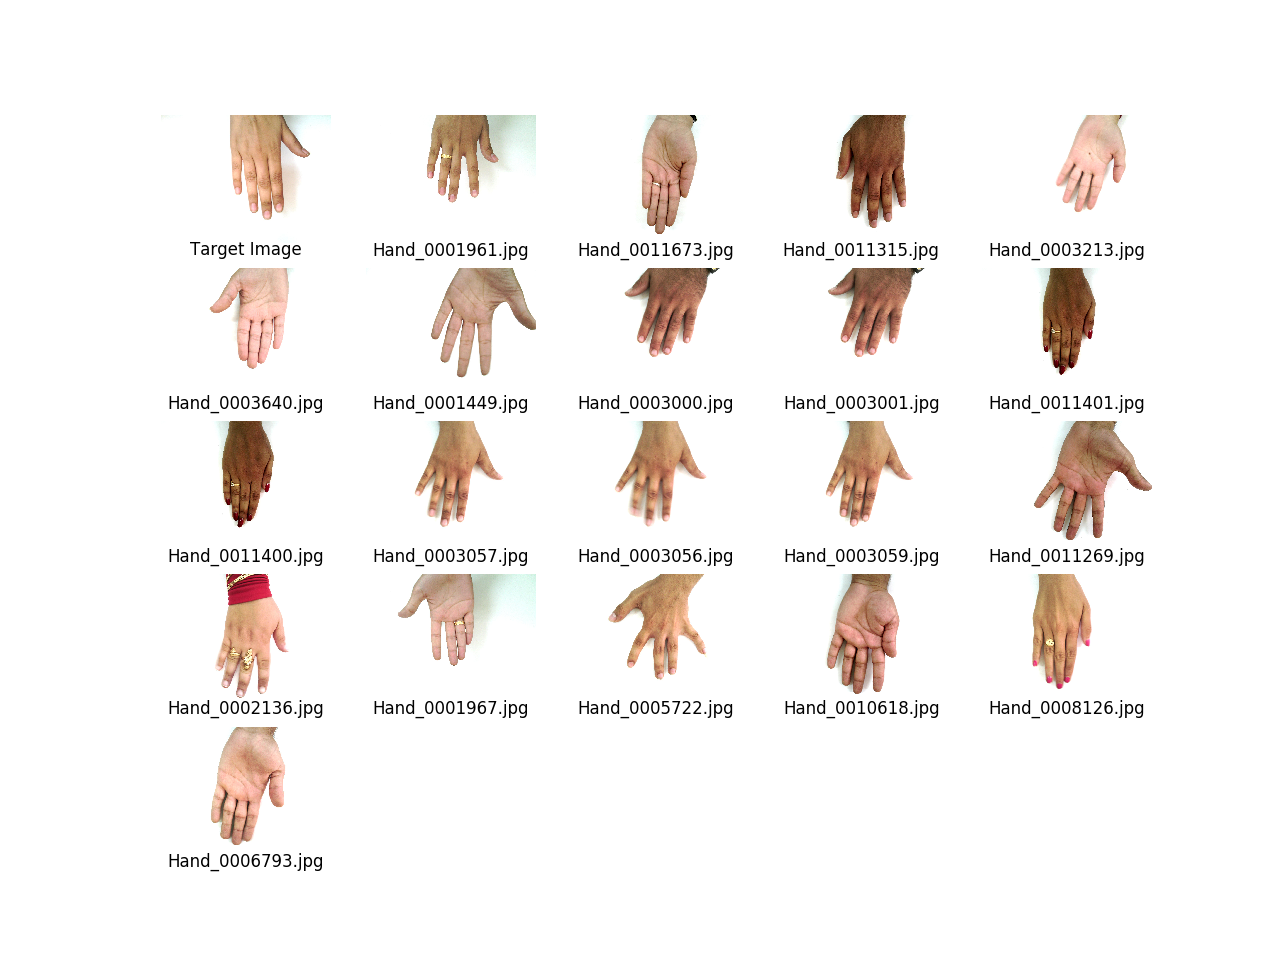 Target Image
Hand_0001961.jpg
Hand_0011673.jpg
Hand_0011315.jpg
Hand_0003213.jpg
Hand_0003640.jpg
Hand_0001449.jpg
Hand_0003000.jpg
Hand_0003001.jpg
Hand_0011401.jpg
Hand_0011400.jpg
Hand_0003057.jpg
Hand_0003056.jpg
Hand_0003059.jpg
Hand_0011269.jpg
Hand_0002136.jpg
Hand_0001967.jpg
Hand_0005722.jpg
Hand_0010618.jpg
Hand_0008126.jpg
Hand_0006793.jpg